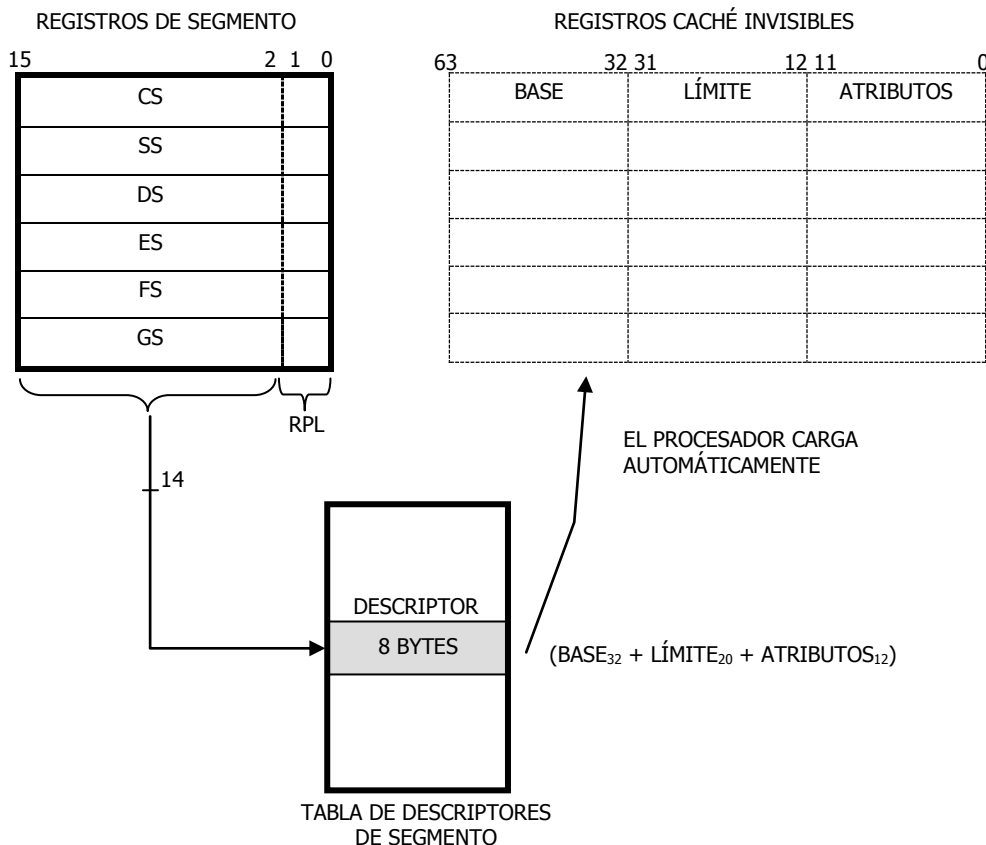 REGISTROS DE SEGMENTO
REGISTROS CACHÉ INVISIBLES
15 2 1 0
63 32 31 12 11 0
CS
BASE LÍMITE ATRIBUTOS
SS
DS
ES
FS
GS
RPL
EL PROCESADOR CARGA
AUTOMÁTICAMENTE
14
DESCRIPTOR
8 BYTES
(BASE₃₂ + LÍMITE₂₀ + ATRIBUTOS₁₂)
TABLA DE DESCRIPTORES
DE SEGMENTO